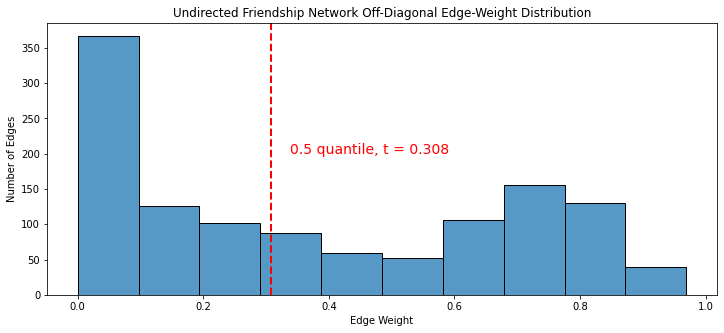 Undirected Friendship Network Off-Diagonal Edge-Weight Distribution
Number of Edges
350
300
250
200
150
100
50
0
0.5 quantile, t = 0.308
0.0 0.2 0.4 0.6 0.8 1.0
Edge Weight